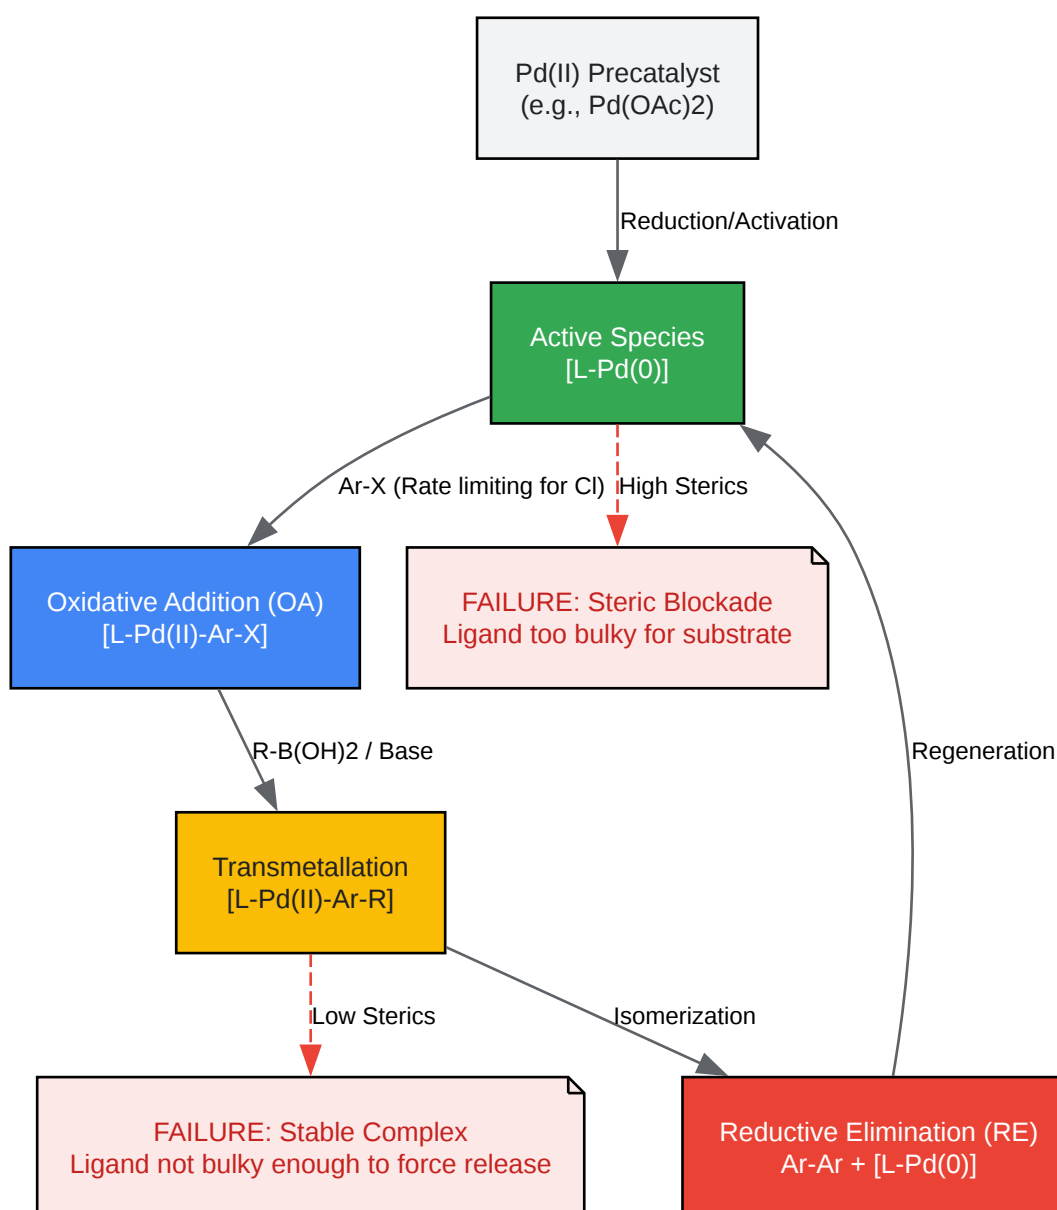 Pd(II) Precatalyst
(e.g., Pd(OAc)2)
Reduction/Activation
Active Species
[L-Pd(0)]
Ar-X (Rate limiting for Cl)
High Sterics
Oxidative Addition (OA)
[L-Pd(II)-Ar-X]
FAILURE: Steric Blockade
Ligand too bulky for substrate
R-B(OH)2 / Base
Regeneration
Transmetallation
[L-Pd(II)-Ar-R]
Low Sterics
Isomerization
FAILURE: Stable Complex
Ligand not bulky enough to force release
Reductive Elimination (RE)
Ar-Ar + [L-Pd(0)]